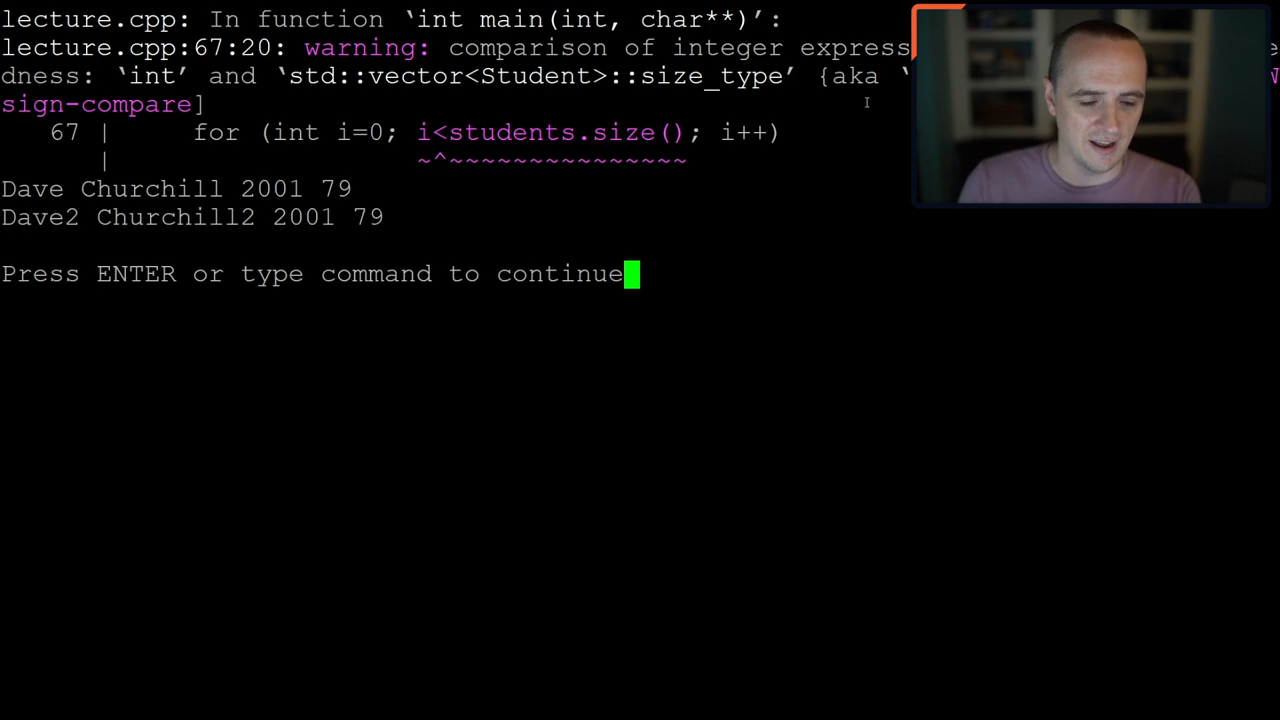 lecture.cpp: In function ‘int main(int, char**)’:
lecture.cpp:67:20: warning: comparison of integer
dness: ‘int’ and ‘std::vector<Student>::size_type’ {aka ‘
sign-compare]
67 | for (int i=0; i<students.size(); i++)
| ~^~~~~~~~~~~~~~~~
Dave Churchill 2001 79
Dave2 Churchill2 2001 79
Press ENTER or type command to continue